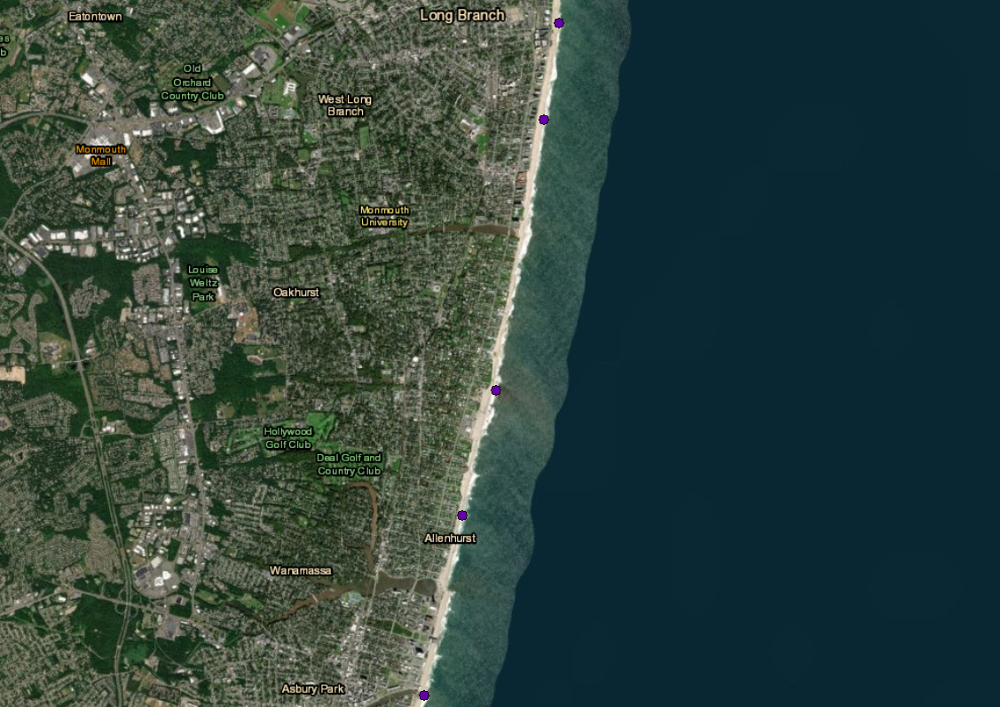 Eatontown
Long Branch
es
b
Old
Orchard
Country Club
West Long
Branch
Monmouth
Mall
Monmouth
University
Louise
Weltz
Park
Oakhurst
Hollywood
Golf Club
Deal Golf and
Country Club
Allenhurst
Wanamassa
Asbury Park